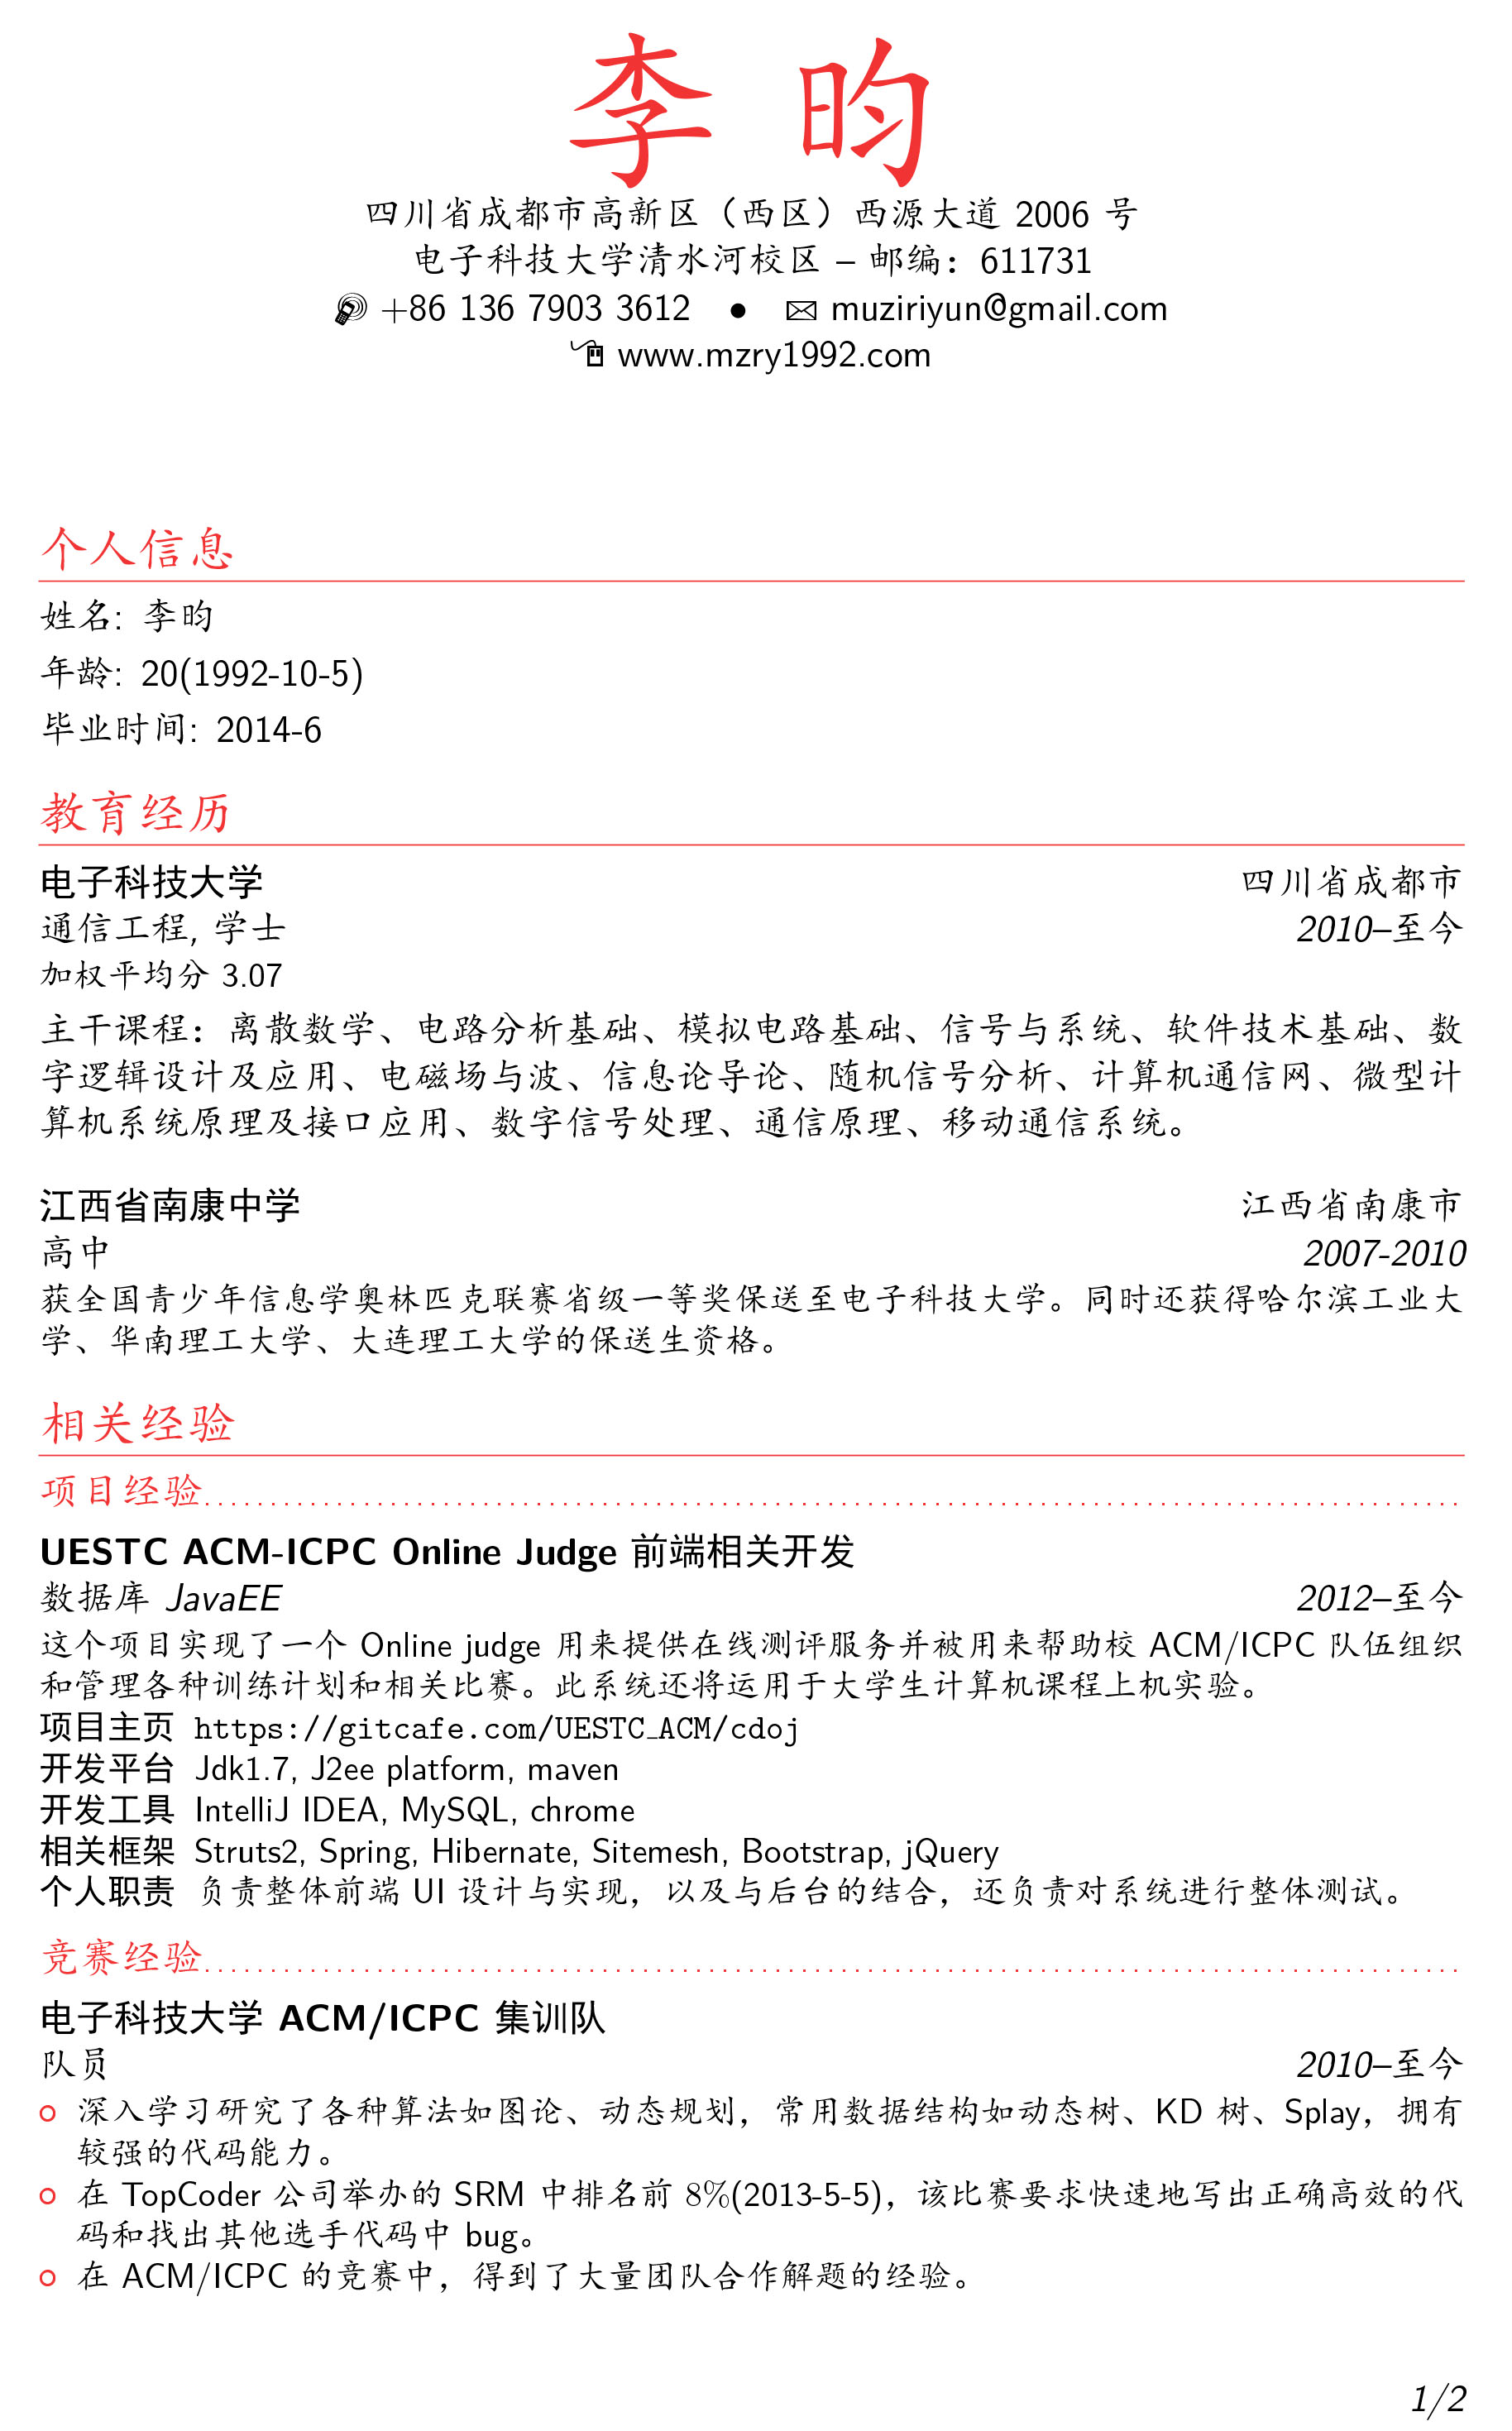 李 昀
四川省成都市高新区（西区）西源大道 2006 号
电子科技大学清水河校区 – 邮编：611731
+86 136 7903 3612 • muziriyun@gmail.com
www.mzry1992.com
个人信息
姓名: 李昀
年龄: 20(1992-10-5)
毕业时间: 2014-6
教育经历
电子科技大学 四川省成都市
通信工程, 学士 2010–至今
加权平均分 3.07
主干课程：离散数学、电路分析基础、模拟电路基础、信号与系统、软件技术基础、数
字逻辑设计及应用、电磁场与波、信息论导论、随机信号分析、计算机通信网、微型计
算机系统原理及接口应用、数字信号处理、通信原理、移动通信系统。
江西省南康中学 江西省南康市
高中 2007-2010
获全国青少年信息学奥林匹克联赛省级一等奖保送至电子科技大学。同时还获得哈尔滨工业大
学、华南理工大学、大连理工大学的保送生资格。
相关经验
项目经验
UESTC ACM-ICPC Online Judge 前端相关开发
数据库 JavaEE 2012–至今
这个项目实现了一个 Online judge 用来提供在线测评服务并被用来帮助校 ACM/ICPC 队伍组织
和管理各种训练计划和相关比赛。此系统还将运用于大学生计算机课程上机实验。
项目主页 https://gitcafe.com/UESTC_ACM/cdoj
开发平台 Jdk1.7, J2ee platform, maven
开发工具 IntelliJ IDEA, MySQL, chrome
相关框架 Struts2, Spring, Hibernate, Sitemesh, Bootstrap, jQuery
个人职责 负责整体前端 UI 设计与实现，以及与后台的结合，还负责对系统进行整体测试。
竞赛经验
电子科技大学 ACM/ICPC 集训队
队员 2010–至今
深入学习研究了各种算法如图论、动态规划，常用数据结构如动态树、KD 树、Splay，拥有
较强的代码能力。
在 TopCoder 公司举办的 SRM 中排名前 8%(2013-5-5)，该比赛要求快速地写出正确高效的代
码和找出其他选手代码中 bug。
在 ACM/ICPC 的竞赛中，得到了大量团队合作解题的经验。
1/2